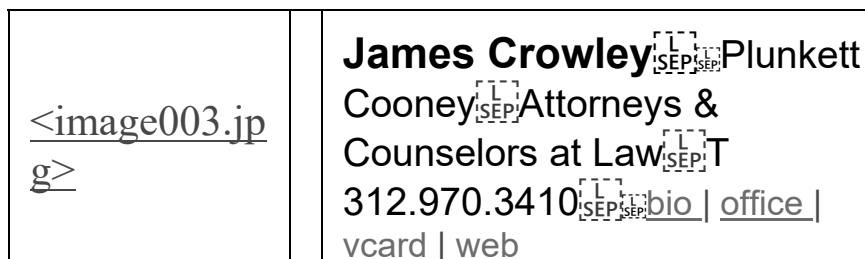 <image003.jp
g>
James Crowley Plunkett
Cooney Attorneys &
Counselors at Law T
312.970.3410 bio | office |
vcard | web